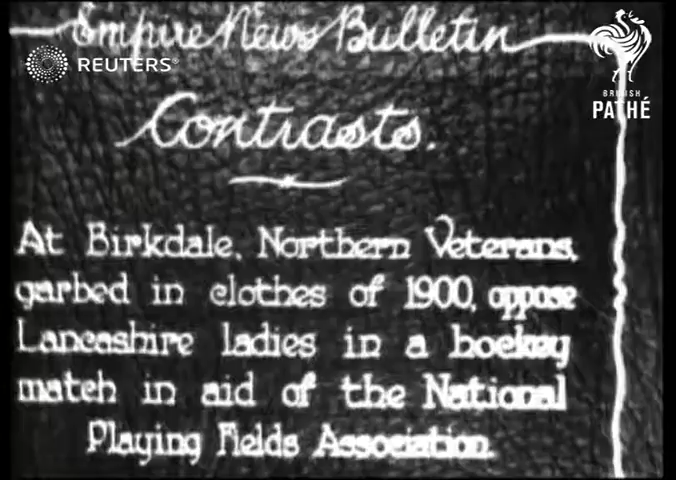 Empire News Bulletin
REUTERS
BRITISH
PATHÉ
Contrasts.
At Birkdale, Northern Veterans,
garbed in clothes of 1900, oppose
Lancashire ladies in a hockey
match in aid of the National
Playing Fields Association.